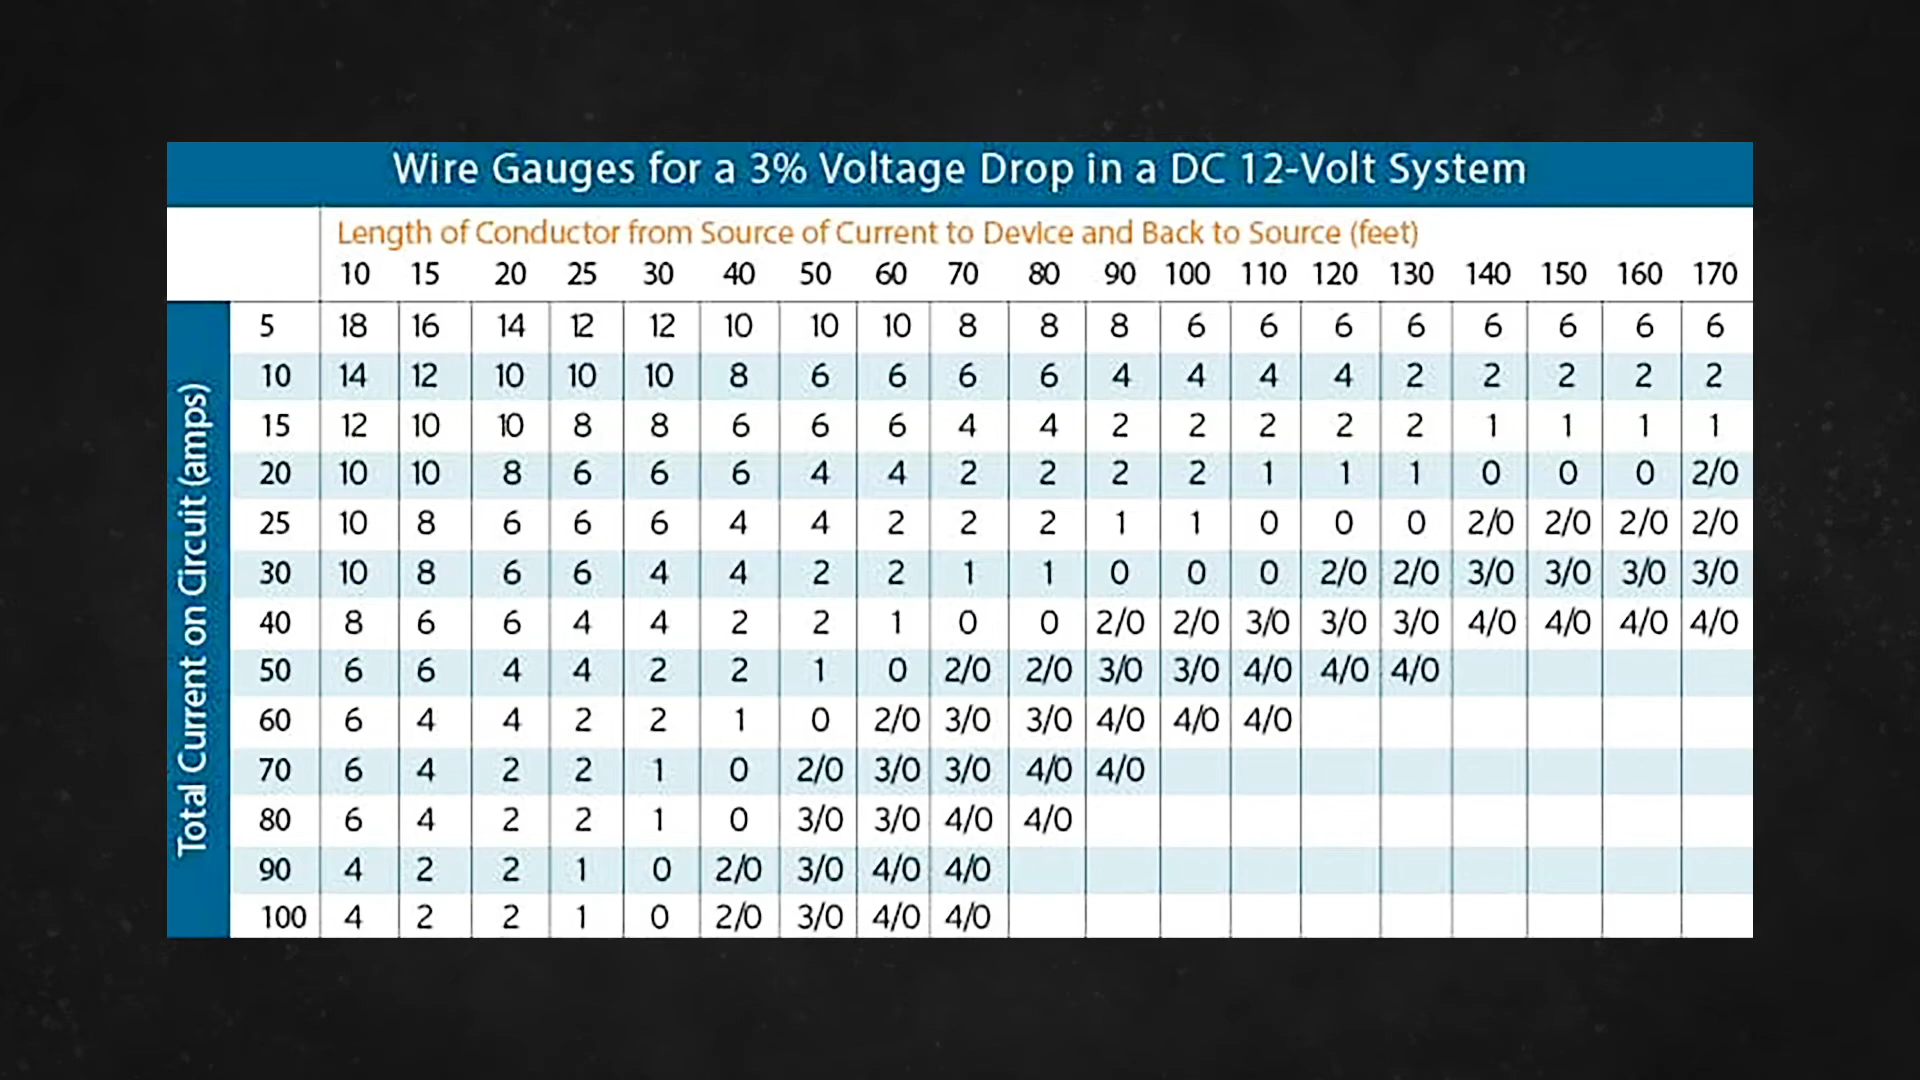 Wire Gauges for a 3% Voltage Drop in a DC 12-Volt System
Length of Conductor from Source of Current to Device and Back to Source (feet)
10 15 20 25 30 40 50 60 70 80 90 100 110 120 130 140 150 160 170
Total Current on Circuit (amps)
5 18 16 14 12 12 10 10 10 8 8 8 6 6 6 6 6 6 6 6
10 14 12 10 10 10 8 6 6 6 6 4 4 4 4 2 2 2 2 2
15 12 10 10 8 8 6 6 6 4 4 2 2 2 2 2 1 1 1 1
20 10 10 8 6 6 6 4 4 2 2 2 2 1 1 1 0 0 0 2/0
25 10 8 6 6 6 4 4 2 2 2 1 1 0 0 0 2/0 2/0 2/0 2/0
30 10 8 6 6 4 4 2 2 1 1 0 0 0 2/0 2/0 3/0 3/0 3/0 3/0
40 8 6 6 4 4 2 2 1 0 0 2/0 2/0 3/0 3/0 3/0 4/0 4/0 4/0 4/0
50 6 6 4 4 2 2 1 0 2/0 2/0 3/0 3/0 4/0 4/0 4/0
60 6 4 4 2 2 1 0 2/0 3/0 3/0 4/0 4/0 4/0
70 6 4 2 2 1 0 2/0 3/0 3/0 4/0 4/0
80 6 4 2 2 1 0 3/0 3/0 4/0 4/0
90 4 2 2 1 0 2/0 3/0 4/0 4/0
100 4 2 2 1 0 2/0 3/0 4/0 4/0